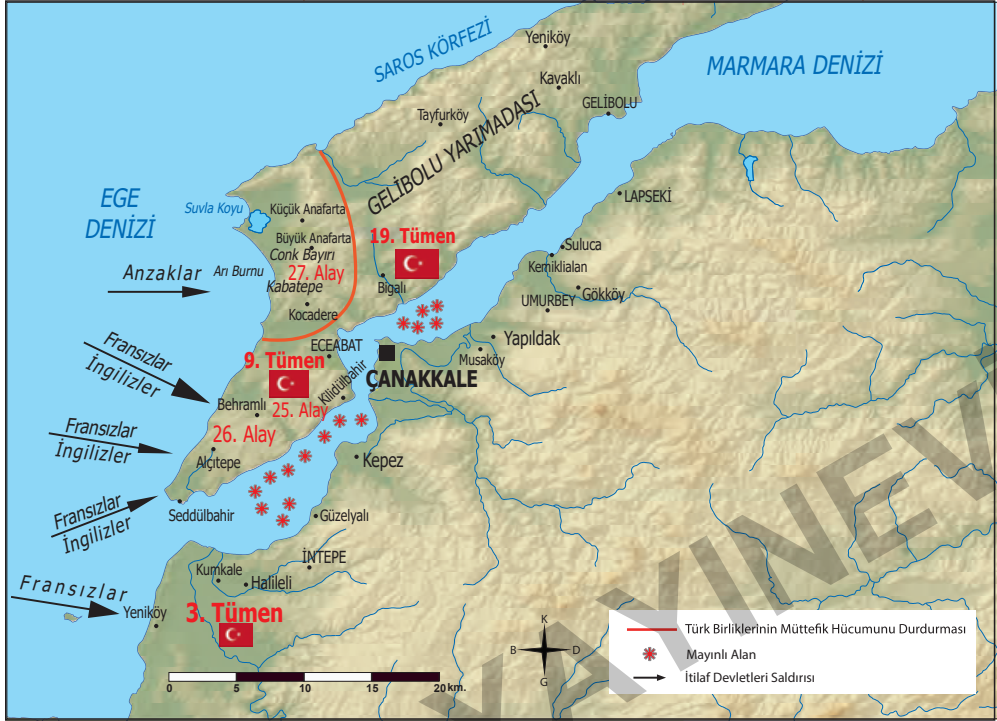 SAROS KÖRFEZİ
Yeniköy
MARMARA DENİZİ
Kavaklı
GELİBOLU
Tayfurköy
GELİBOLU YARIMADASI
EGE
DENİZİ
LAPSEKİ
Suvla Koyu
Küçük Anafarta
Büyük Anafarta
19. Tümen
Conk Bayırı
Suluca
Anzaklar
Arı Burnu
27. Alay
Kemiklialan
Kabatepe
Bigalı
Gökköy
UMURBEY
Kocadere
Yapıldak
ECEABAT
Musaköy
Fransızlar
İngilizler
9. Tümen
Kilidülbahir
ÇANAKKALE
Behramlı
25. Alay
Fransızlar
İngilizler
26. Alay
Alçıtepe
Kepez
Fransızlar
İngilizler
Seddülbahir
Güzelyalı
İNTEPE
Kumkale
Halileli
Fransızlar
Yeniköy
3. Tümen
K
B
D
G
0
5
10
15
20 km.
Türk Birliklerinin Müttefik Hücumunu Durdurması
Mayınlı Alan
İtilaf Devletleri Saldırısı
YAYINEV